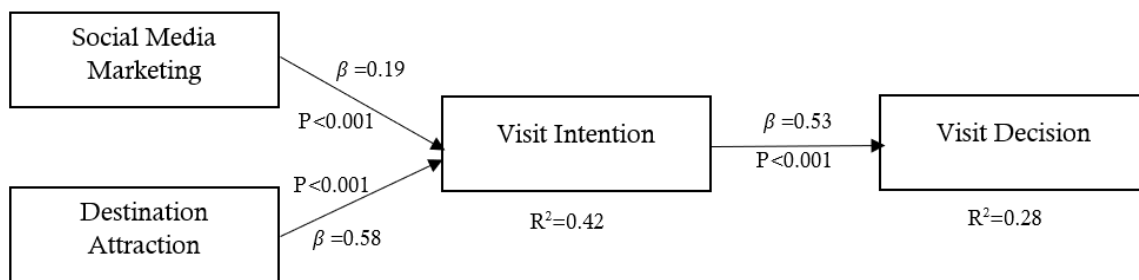 Social Media
Marketing
β =0.19
P<0.001
Visit Intention
β =0.53
P<0.001
Visit Decision
P<0.001
Destination
Attraction
β =0.58
R²=0.42
R²=0.28